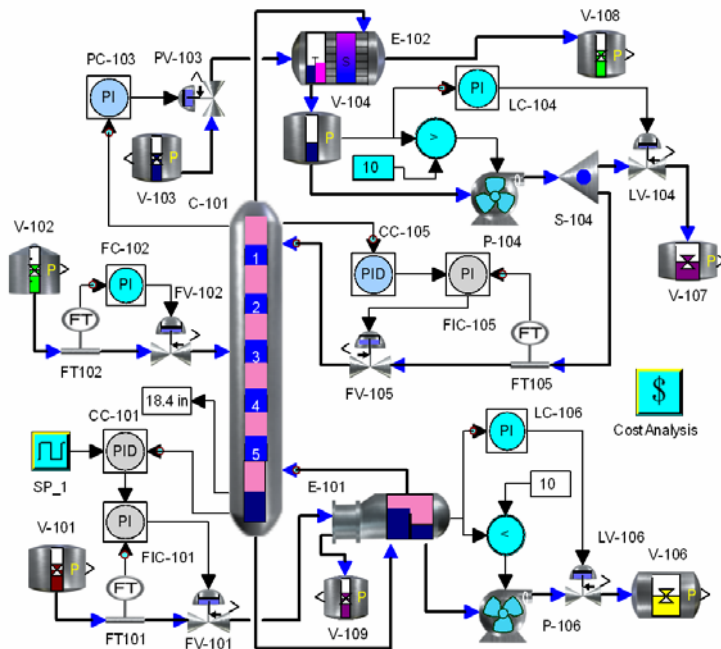 V-108
PC-103
PV-103
E-102
PI
T
S
P
V-104
PI
LC-104
P
P
>
10
V-103
C-101
LV-104
S-104
P-104
V-102
FC-102
CC-105
P
PI
FV-102
1
PID
PI
P
V-107
FT
2
FIC-105
FT
FT102
3
FV-105
FT105
CC-101
18.4 in
4
$
LC-106
CostAnalysis
PID
5
PI
SP_1
E-101
V-101
PI
10
FIC-101
<
LV-106
V-106
P
FT
P
P
FT101
FV-101
V-109
P-106